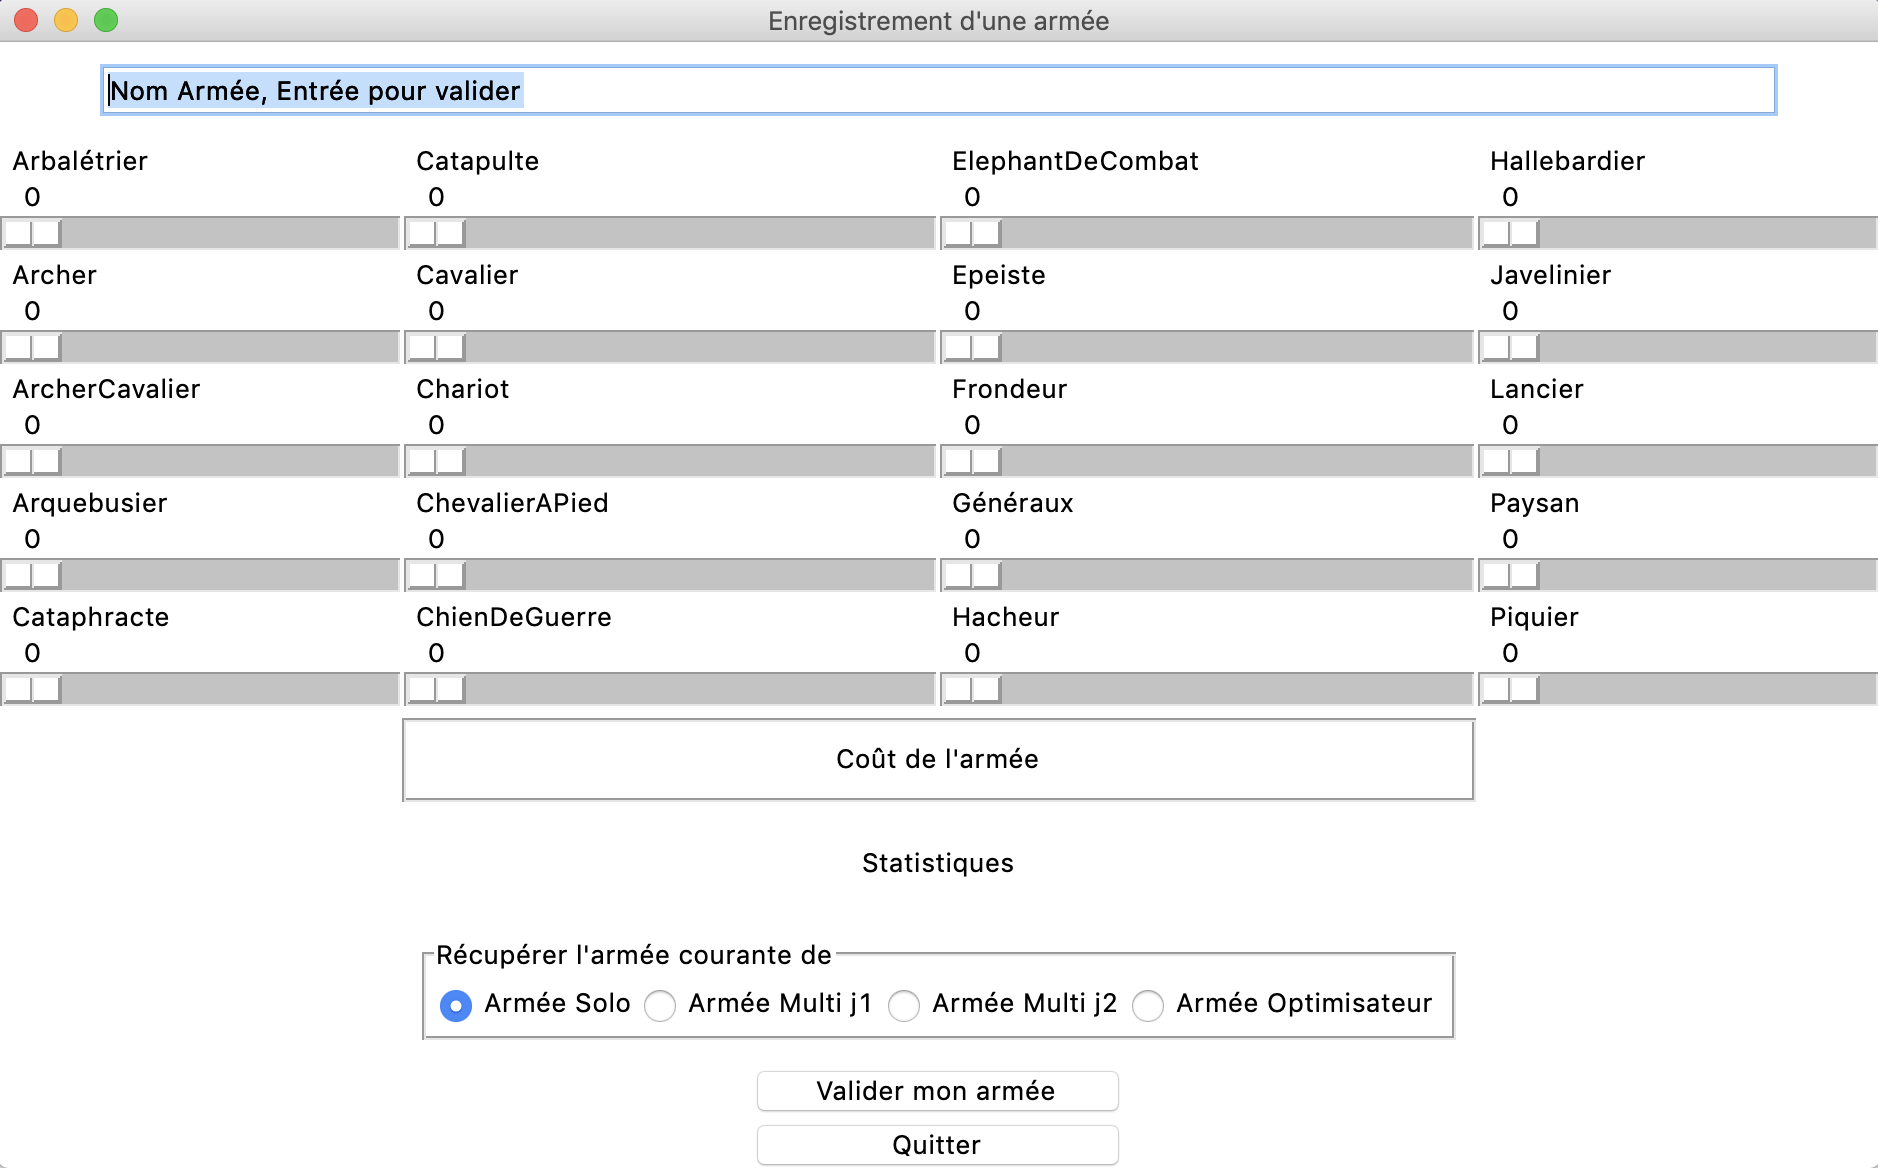 Enregistrement d'une armée
Nom Armée, Entrée pour valider
Arbalétrier Catapulte ElephantDeCombat Hallebardier
0 0 0 0
Archer Cavalier Epeiste Javelinier
0 0 0 0
ArcherCavalier Chariot Frondeur Lancier
0 0 0 0
Arquebusier ChevalierAPied Généraux Paysan
0 0 0 0
Cataphracte ChienDeGuerre Hacheur Piquier
0 0 0 0
Coût de l'armée
Statistiques
Récupérer l'armée courante de
Armée Solo Armée Multi j1 Armée Multi j2 Armée Optimisateur
Valider mon armée
Quitter